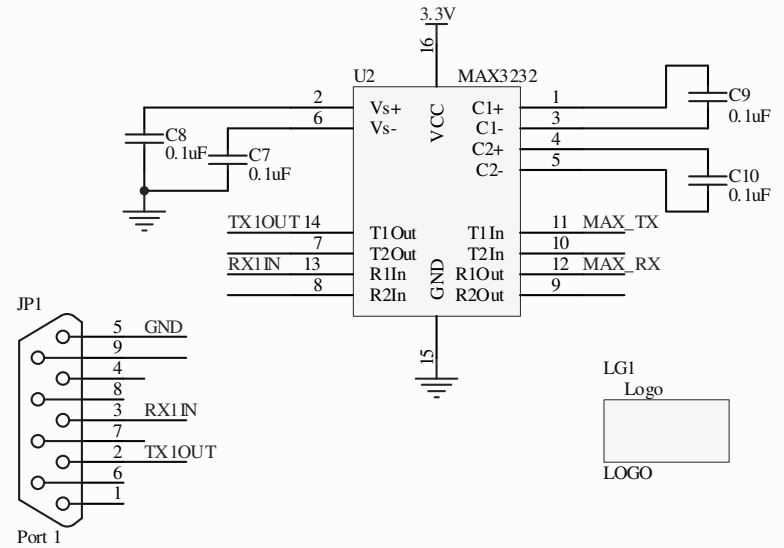 3.3V
16
U2 MAX3232
2 Vs+ C1+ 1
6 Vs- VCC C1- 3
C2+ 4
C2- 5
C8
0.1uF
C7
0.1uF
C9
0.1uF
C10
0.1uF
TX1OUT 14 T1Out T1In 11 MAX_TX
7 T2Out T2In 10
RX1IN 13 R1In GND R1Out 12 MAX_RX
8 R2In R2Out 9
15
JP1
5 GND
9
4
8
3 RX1IN
7
2 TX1OUT
6
1
Port 1
LG1
Logo
LOGO